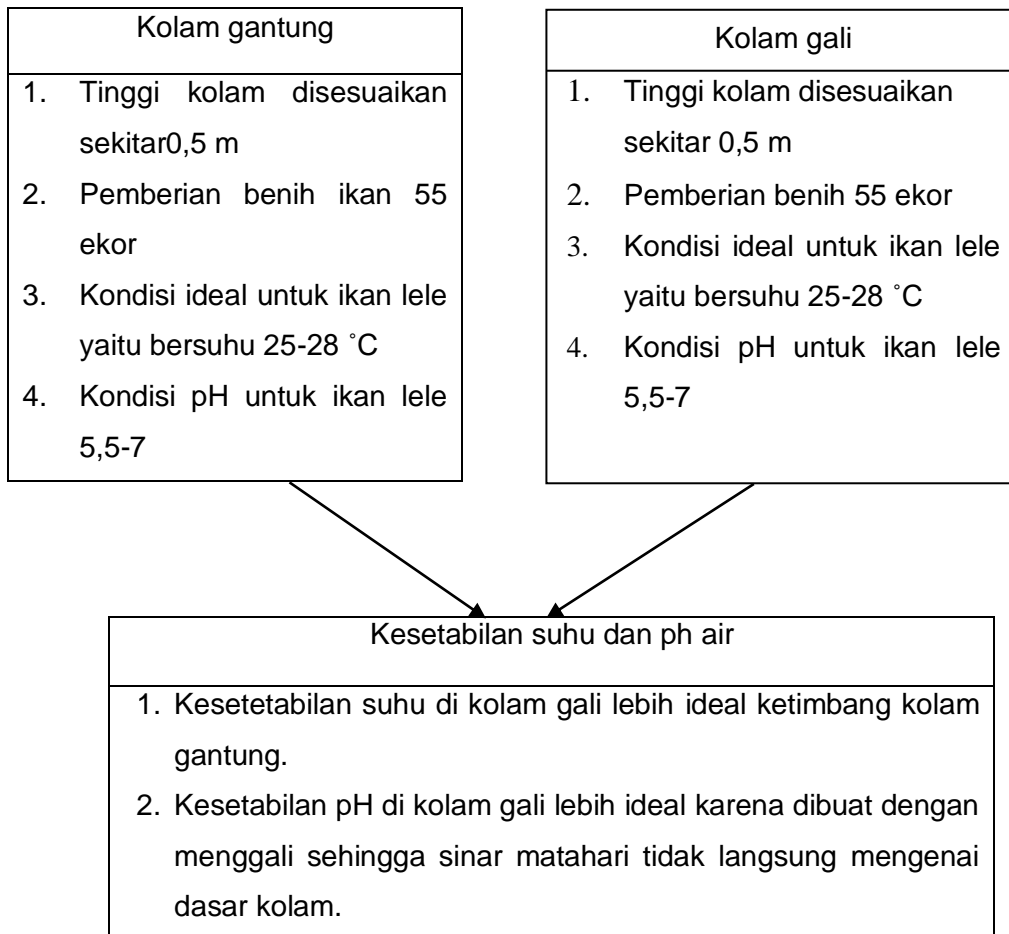 Kolam gantung
1. Tinggi kolam disesuaikan
sekitar0,5 m
2. Pemberian benih ikan 55
ekor
3. Kondisi ideal untuk ikan lele
yaitu bersuhu 25-28 ˚C
4. Kondisi pH untuk ikan lele
5,5-7
Kolam gali
1. Tinggi kolam disesuaikan
sekitar 0,5 m
2. Pemberian benih 55 ekor
3. Kondisi ideal untuk ikan lele
yaitu bersuhu 25-28 ˚C
4. Kondisi pH untuk ikan lele
5,5-7
Kesetabilan suhu dan ph air
1. Kesetetabilan suhu di kolam gali lebih ideal ketimbang kolam
gantung.
2. Kesetabilan pH di kolam gali lebih ideal karena dibuat dengan
menggali sehingga sinar matahari tidak langsung mengenai
dasar kolam.